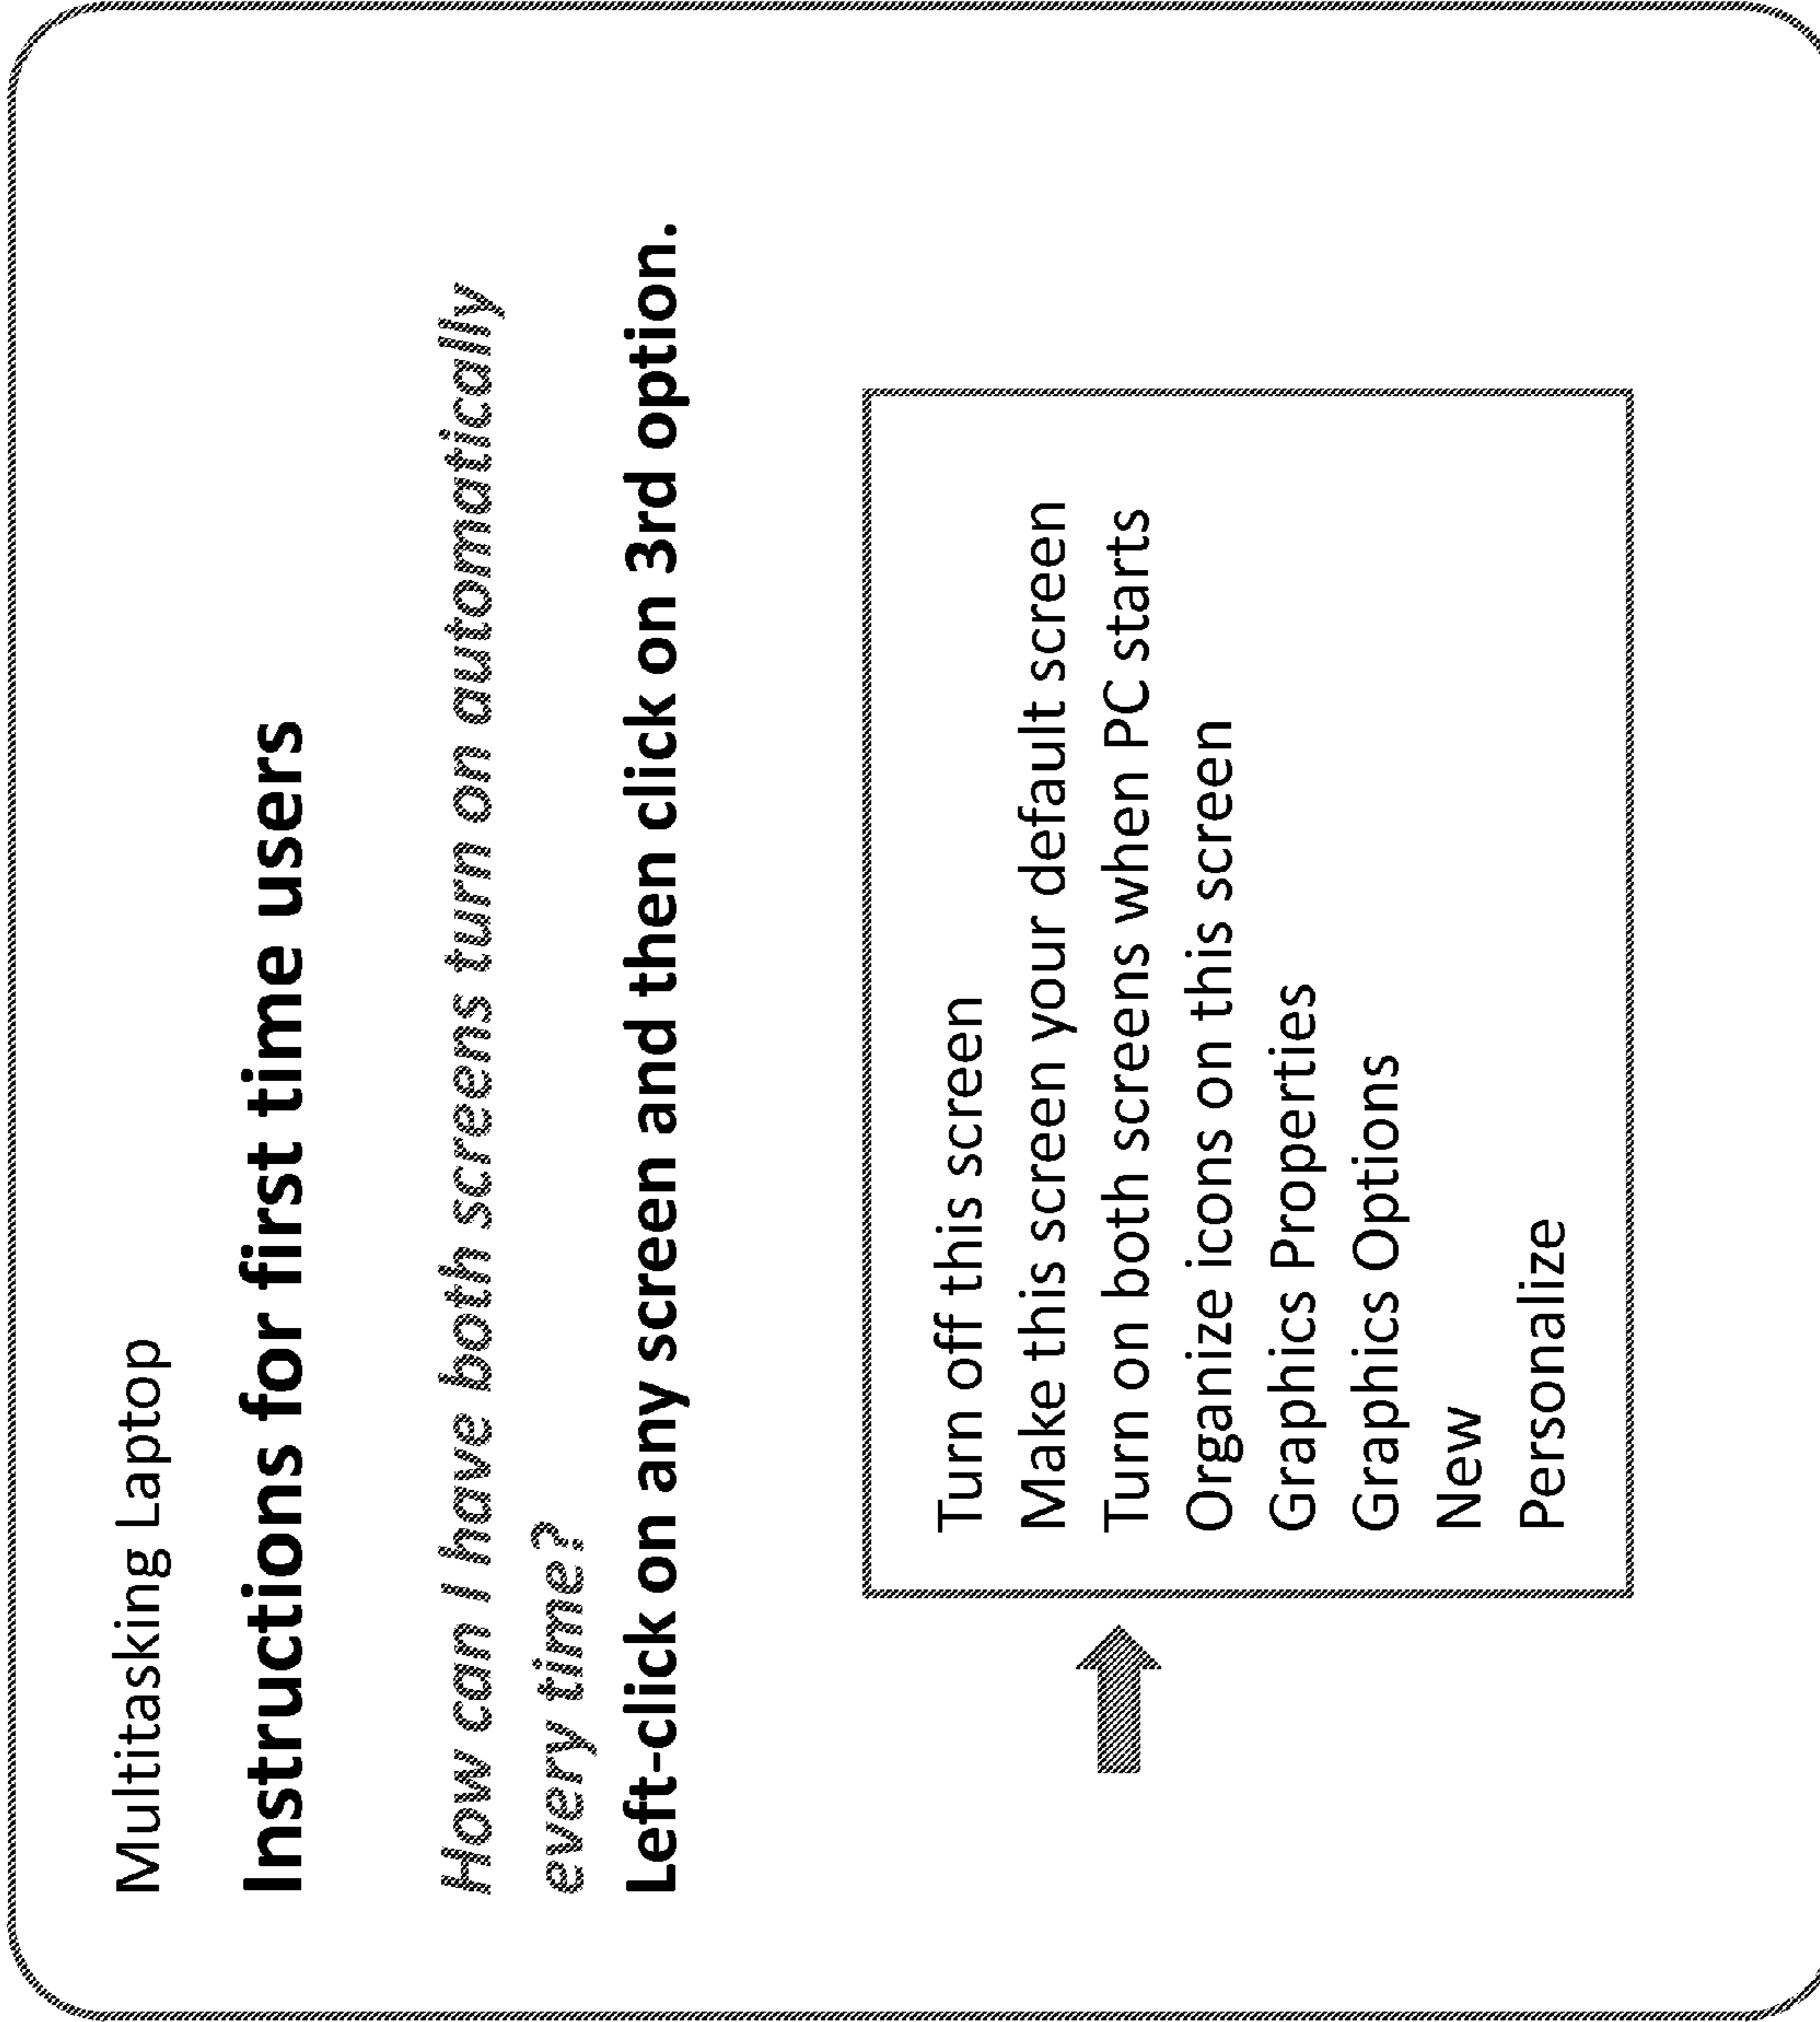 Multitasking Laptop
Instructions for first time users
How can I have both screens turn on automatically
every time?
Left-click on any screen and then click on 3rd option.
Turn off this screen
Make this screen your default screen
Turn on both screens when PC starts
Organize icons on this screen
Graphics Properties
Graphics Options
New
Personalize